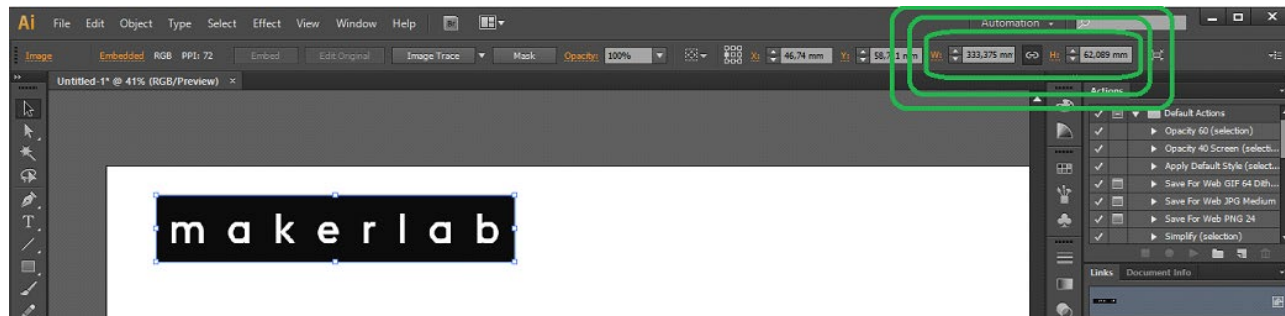 Ai File Edit Object Type Select Effect View Window Help Br Automation
Image Embedded RGB PPI: 72 Embed Edit Original Image Trace Mask Opacity: 100% X: 46,74 mm Y: W: 333,375 mm H: 62,089 mm
Untitled-1* @ 41% (RGB/Preview) ×
Actions
Default Actions
Opacity 60 (selection)
Opacity 40 Screen (selecti...
Apply Default Style (select...
Save For Web GIF 64 Dith...
Save For Web JPG Medium
Save For Web PNG 24
Simplify (selection)
makerlab
Links Document Info